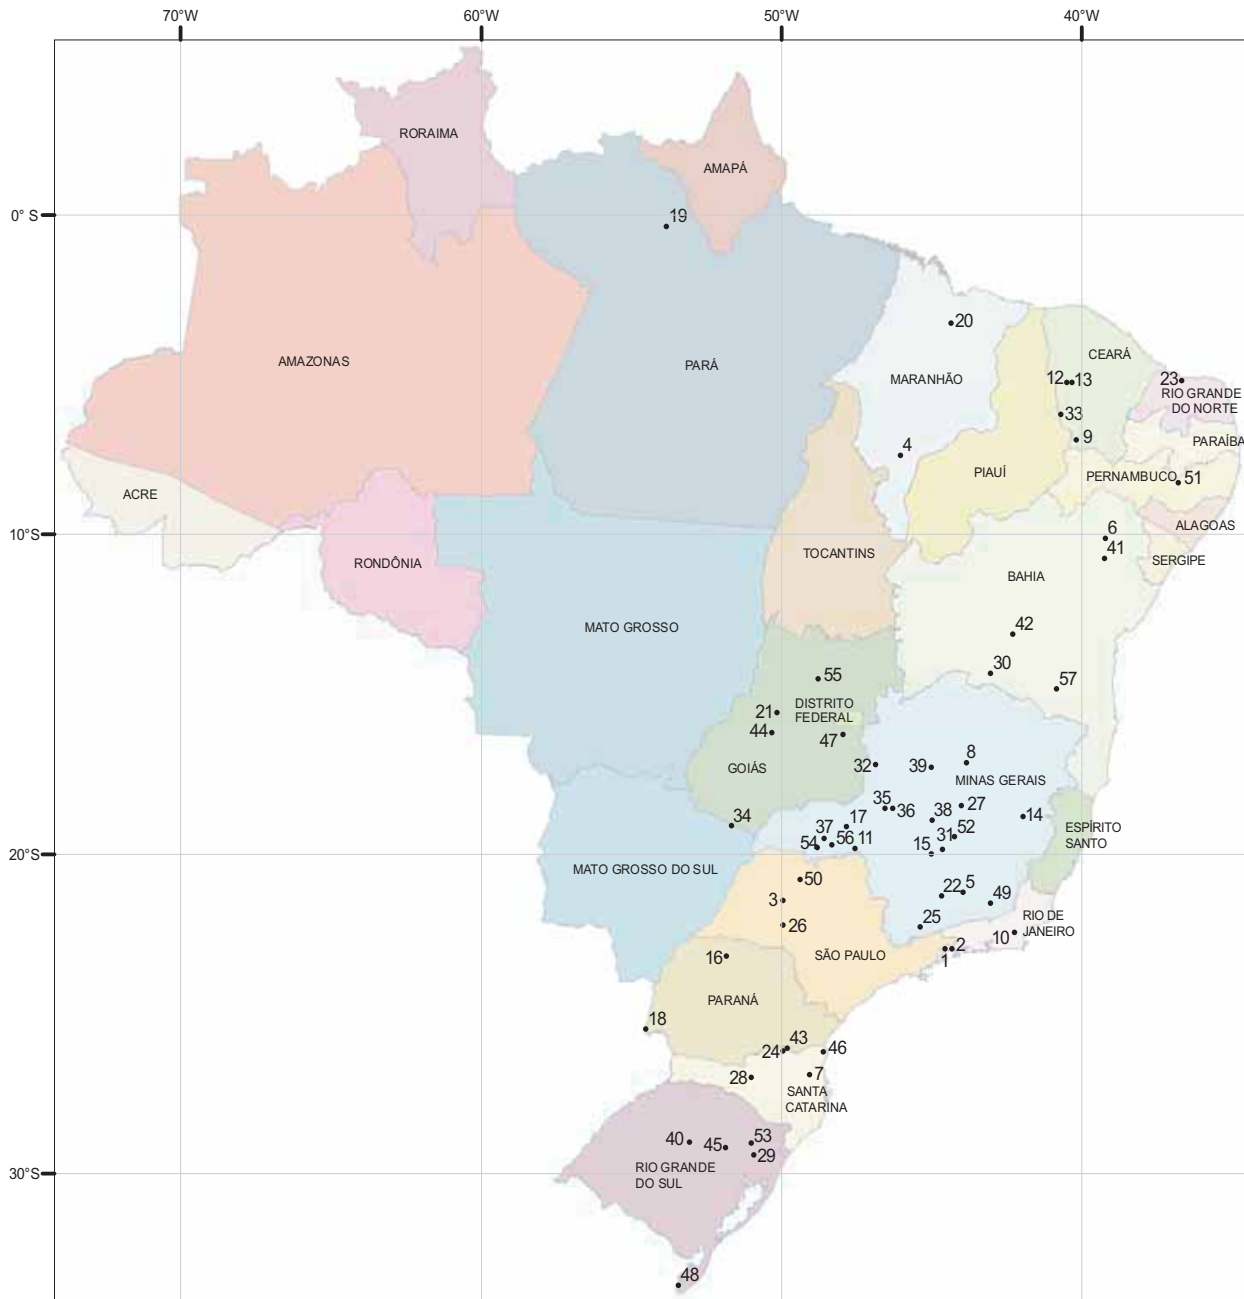 70°W 60°W 50°W 40°W
RORAIMA
AMAPÁ
0° S
19
20
AMAZONAS
PARÁ
CEARÁ
MARANHÃO
12 13
23
RIO GRANDE
DO NORTE
33
9
4
PARAÍBA
PIAUÍ
PERNAMBUCO
51
ACRE
10°S
6
ALAGOAS
TOCANTINS
41
SERGIPE
RONDÔNIA
BAHIA
MATO GROSSO
42
30
55
57
DISTRITO
FEDERAL
21
44
47
8
GOIÁS
32
39
MINAS GERAIS
35
36
38
27
14
34
17
37
52
ESPÍRITO
SANTO
31
54
56
11
15
20°S
MATO GROSSO DO SUL
50
22
5
3
49
25
26
RIO DE
JANEIRO
10
2
SÃO PAULO
16
1
PARANÁ
18
43
24
46
28
7
SANTA
CATARINA
40
45
53
29
30°S
RIO GRANDE
DO SUL
48